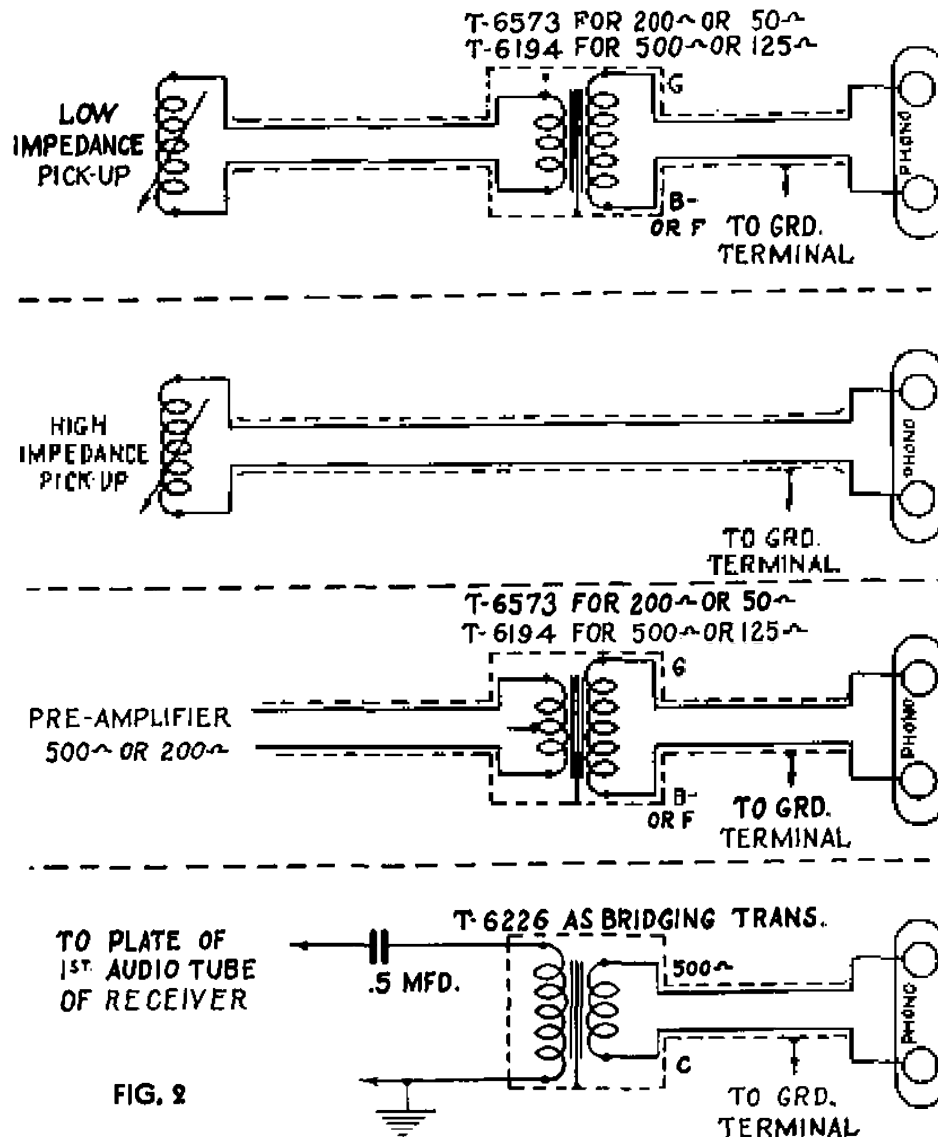 T-6573 FOR 200~ OR 50~
T-6194 FOR 500~ OR 125~
LOW
IMPEDANCE
PICK-UP
G
B-
OR F
TO GRD.
TERMINAL
PHONO
HIGH
IMPEDANCE
PICK-UP
TO GRD.
TERMINAL
PHONO
T-6573 FOR 200~ OR 50~
T-6194 FOR 500~ OR 125~
PRE-AMPLIFIER
500~ OR 200~
G
B-
OR F
TO GRD.
TERMINAL
PHONO
T-6226 AS BRIDGING TRANS.
TO PLATE OF
1ST. AUDIO TUBE
OF RECEIVER
.5 MFD.
500~
C
TO GRD.
TERMINAL
PHONO
FIG. 2